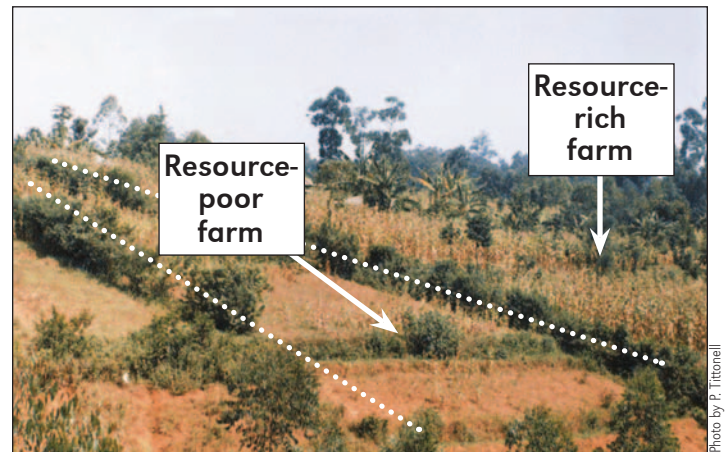 Resource-
rich
farm
Resource-
poor
farm
Photo by P. Tittonell